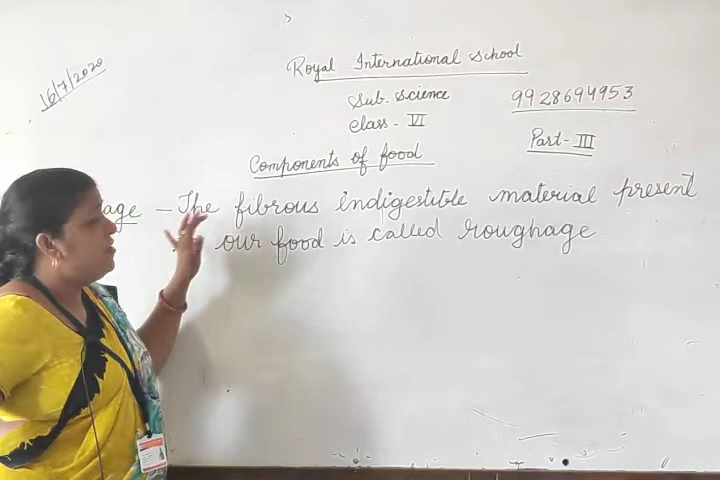 16/7/2020
Royal International School
Sub. Science
9928694953
Class - VI
Part - III
Components of food
age - The fibrous indigestible material present
our food is called roughage